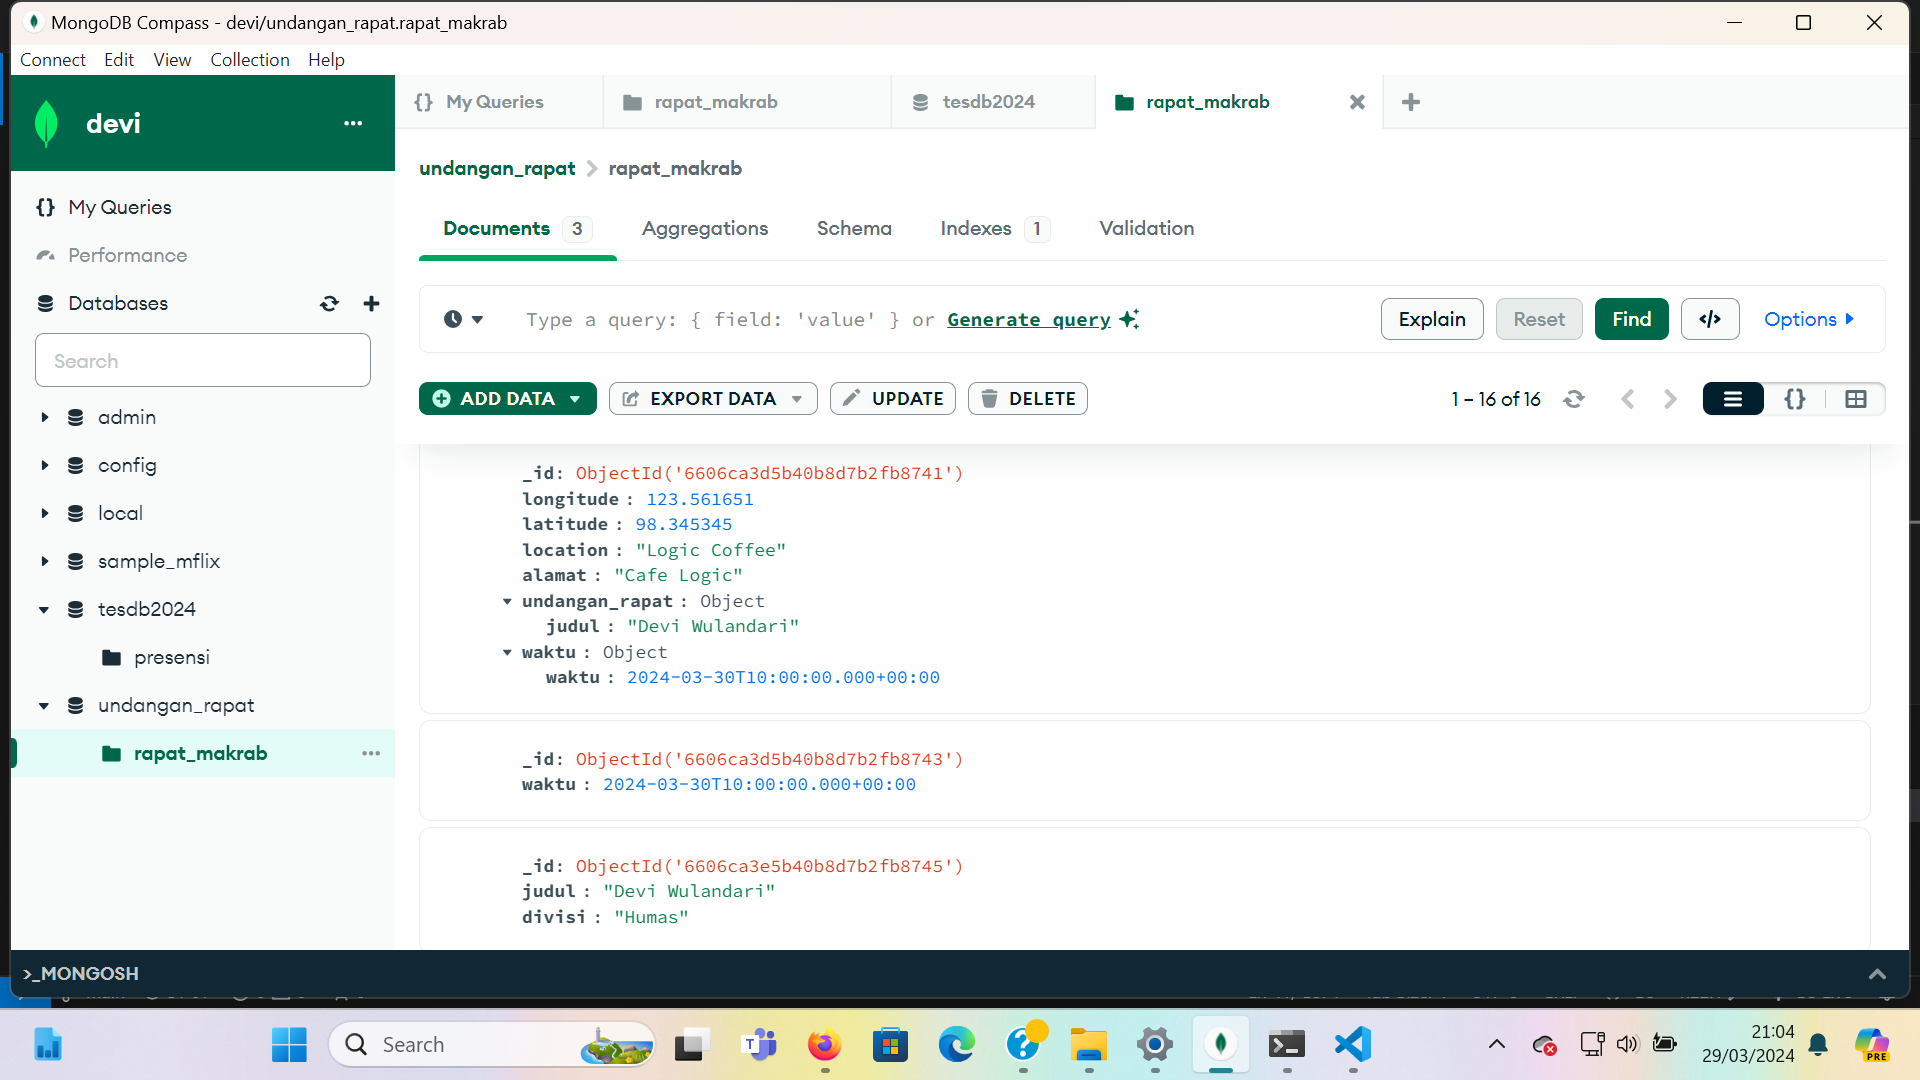 MongoDB Compass - devi/undangan_rapat.rapat_makrab
Connect Edit View Collection Help
devi
{} My Queries
rapat_makrab
tesdb2024
rapat_makrab
undangan_rapat > rapat_makrab
{} My Queries
Performance
Databases
Search
admin
config
local
sample_mflix
tesdb2024
presensi
undangan_rapat
rapat_makrab
Documents 3 Aggregations Schema Indexes 1 Validation
Type a query: { field: 'value' } or Generate query
Explain Reset Find </> Options
ADD DATA EXPORT DATA UPDATE DELETE
1 – 16 of 16
{}
_id: ObjectId('6606ca3d5b40b8d7b2fb8741')
longitude : 123.561651
latitude : 98.345345
location : "Logic Coffee"
alamat : "Cafe Logic"
undangan_rapat : Object
judul : "Devi Wulandari"
waktu : Object
waktu : 2024-03-30T10:00:00.000+00:00
_id: ObjectId('6606ca3d5b40b8d7b2fb8743')
waktu : 2024-03-30T10:00:00.000+00:00
_id: ObjectId('6606ca3e5b40b8d7b2fb8745')
judul : "Devi Wulandari"
divisi : "Humas"
>_MONGOSH
Search
21:04
29/03/2024
PRE